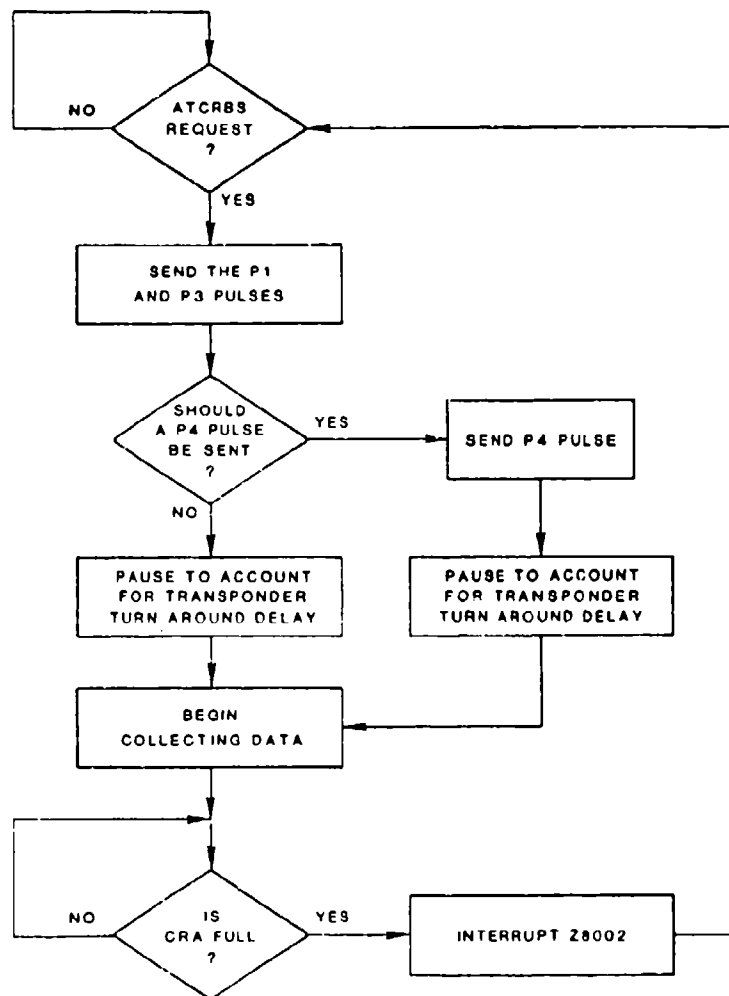 ATCRBS
REQUEST
?
NO
YES
SEND THE P1
AND P3 PULSES
SHOULD
A P4 PULSE
BE SENT
?
YES
SEND P4 PULSE
NO
PAUSE TO ACCOUNT
FOR TRANSPONDER
TURN AROUND DELAY
PAUSE TO ACCOUNT
FOR TRANSPONDER
TURN AROUND DELAY
BEGIN
COLLECTING DATA
IS
CRA FULL
?
NO
YES
INTERRUPT Z8002